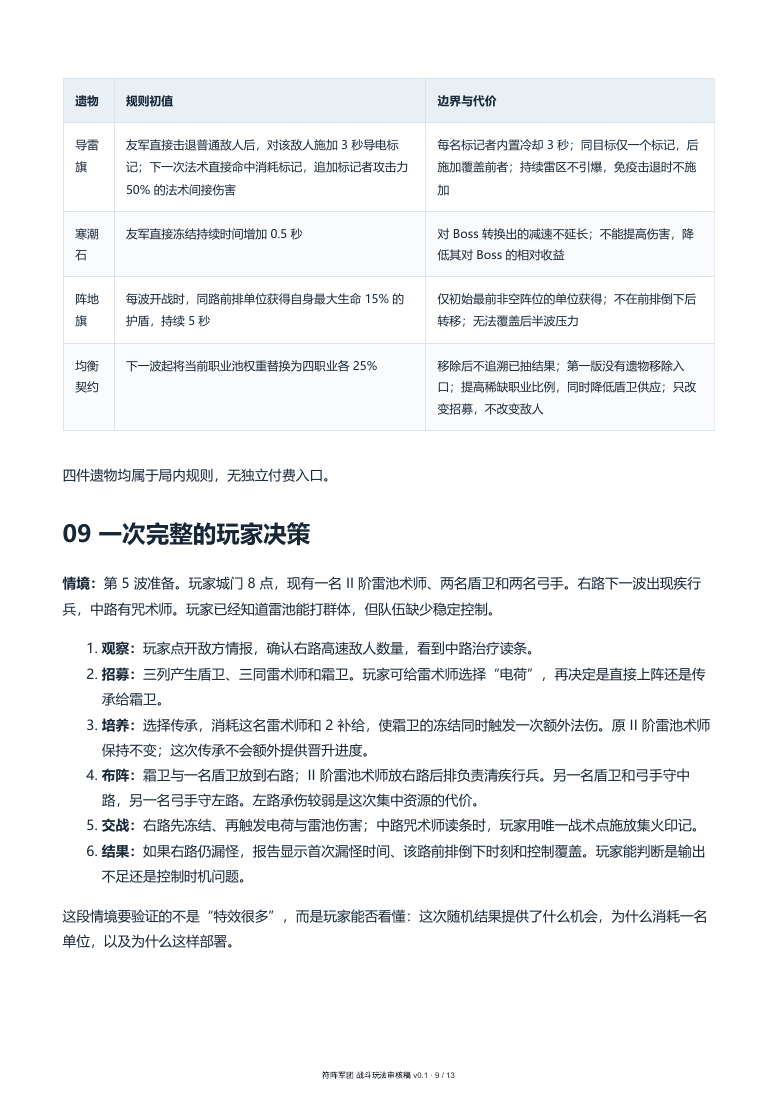 遗物 规则初值 边界与代价
导雷 友军直接击退普通敌人后，对该敌人施加 3 秒导电标 每名标记者内置冷却 3 秒；同目标仅一个标记，后
旗 记；下一次法术直接命中消耗标记，追加标记者攻击力 施加覆盖前者；持续雷区不引爆，免疫击退时不施
50% 的法术间接伤害 加
寒潮 友军直接冻结持续时间增加 0.5 秒 对 Boss 转换出的减速不延长；不能提高伤害，降
石 低其对 Boss 的相对收益
阵地 每波开战时，同路前排单位获得自身最大生命 15% 的 仅初始最前非空阵位的单位获得；不在前排倒下后
旗 护盾，持续 5 秒 转移；无法覆盖后半波压力
均衡 下一波起将当前职业池权重替换为四职业各 25% 移除后不追溯已抽结果；第一版没有遗物移除入
契约 口；提高稀缺职业比例，同时降低盾卫供应；只改
变招募，不改变敌人
四件遗物均属于局内规则，无独立付费入口。
09 一次完整的玩家决策
情境：第 5 波准备。玩家城门 8 点，现有一名 II 阶雷池术师、两名盾卫和两名弓手。右路下一波出现疾行
兵，中路有咒术师。玩家已经知道雷池能打群体，但队伍缺少稳定控制。
1. 观察：玩家点开敌方情报，确认右路高速敌人数量，看到中路治疗读条。
2. 招募：三列产生盾卫、三同雷术师和霜卫。玩家可给雷术师选择“电荷”，再决定是直接上阵还是传
承给霜卫。
3. 培养：选择传承，消耗这名雷术师和 2 补给，使霜卫的冻结同时触发一次额外法伤。原 II 阶雷池术师
保持不变；这次传承不会额外提供晋升进度。
4. 布阵：霜卫与一名盾卫放到右路；II 阶雷池术师放右路后排负责清疾行兵。另一名盾卫和弓手守中
路，另一名弓手守左路。左路承伤较弱是这次集中资源的代价。
5. 交战：右路先冻结、再触发电荷与雷池伤害；中路咒术师读条时，玩家用唯一战术点施放集火印记。
6. 结果：如果右路仍漏怪，报告显示首次漏怪时间、该路前排倒下时刻和控制覆盖。玩家能判断是输出
不足还是控制时机问题。
这段情境要验证的不是“特效很多”，而是玩家能否看懂：这次随机结果提供了什么机会，为什么消耗一名
单位，以及为什么这样部署。
符阵军团 战斗玩法审核稿 v0.1 · 9 / 13